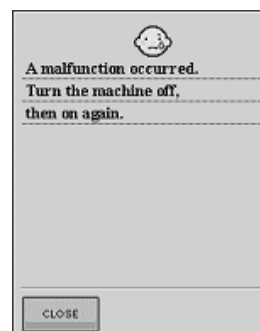 A malfunction occurred.
Turn the machine off,
then on again.
CLOSE